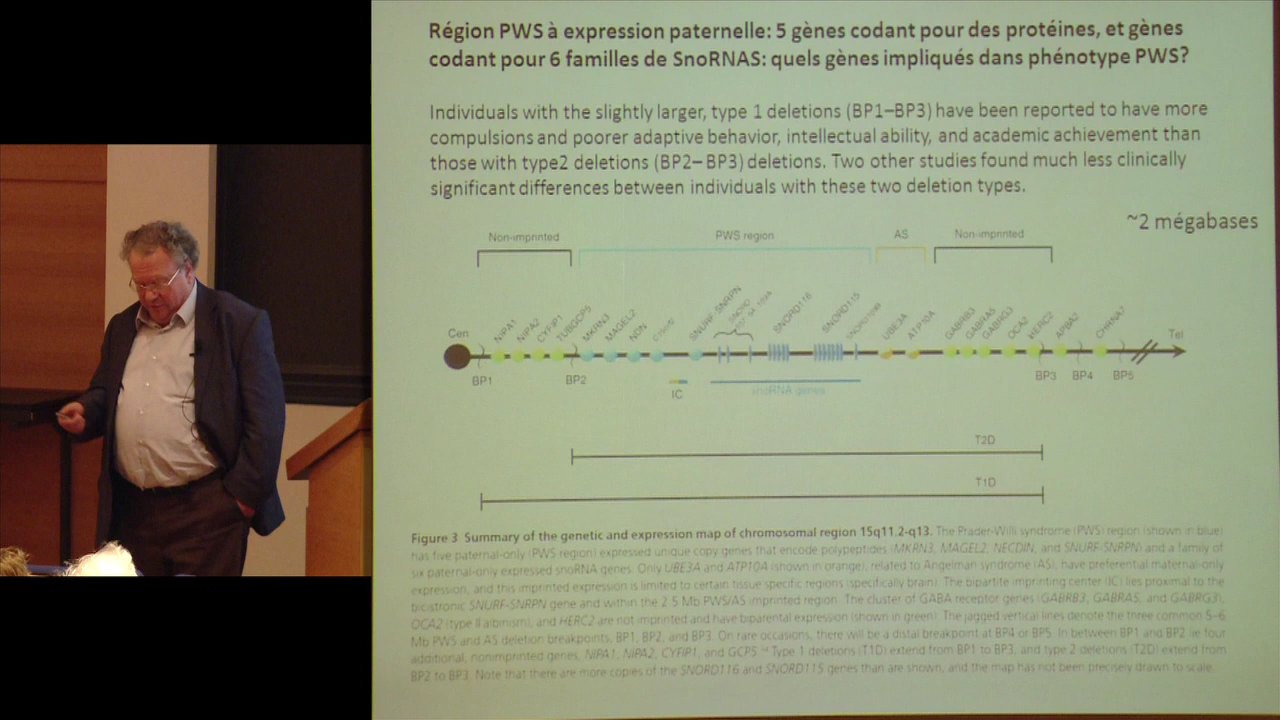 Région PWS à expression paternelle: 5 gènes codant pour des protéines, et gènes
codant pour 6 familles de SnoRNAS: quels gènes impliqués dans phénotype PWS?
Individuals with the slightly larger, type 1 deletions (BP1–BP3) have been reported to have more
compulsions and poorer adaptive behavior, intellectual ability, and academic achievement than
those with type2 deletions (BP2– BP3) deletions. Two other studies found much less clinically
significant differences between individuals with these two deletion types.
~2 mégabases
Non-imprinted PWS region AS Non-imprinted
Cen NIPA1 NIPA2 CYFIP1 TUBGCP5 MKRN3 MAGEL2 NDN SNURF-SNRPN SNORD116 SNORD115 UBE3A ATP10A GABRB3 GABRA5 GABRG3 OCA2 HERC2 APBA2 CHRNA7 Tel
BP1 BP2 BP3 BP4 BP5
IC snoRNA genes
T2D
T1D
Figure 3 Summary of the genetic and expression map of chromosomal region 15q11.2-q13. The Prader-Willi syndrome (PWS) region (shown in blue)
has five paternal-only (PWS region) expressed unique copy genes that encode polypeptides (MKRN3, MAGEL2, NECDIN, and SNURF-SNRPN) and a family of
six paternal-only expressed snoRNA genes. Only UBE3A and ATP10A (shown in orange), related to Angelman syndrome (AS), have preferential maternal-only
expression, and this imprinted expression is limited to certain tissue specific regions (specifically brain). The bipartite imprinting center (IC) lies proximal to the
bicistronic SNURF-SNRPN gene and within the 2.5 Mb PWS/AS imprinted region. The cluster of GABA receptor genes (GABRB3, GABRA5, and GABRG3),
OCA2 (type II albinism), and HERC2 are not imprinted and have biparental expression (shown in green). The jagged vertical lines denote the three common 5–6
Mb PWS and AS deletion breakpoints, BP1, BP2, and BP3. On rare occasions, there will be a distal breakpoint at BP4 or BP5. In between BP1 and BP2 lie four
additional, nonimprinted genes, NIPA1, NIPA2, CYFIP1, and GCP5. Type 1 deletions (T1D) extend from BP1 to BP3, and type 2 deletions (T2D) extend from
BP2 to BP3. Note that there are more copies of the SNORD116 and SNORD115 genes than are shown, and the map has not been precisely drawn to scale.